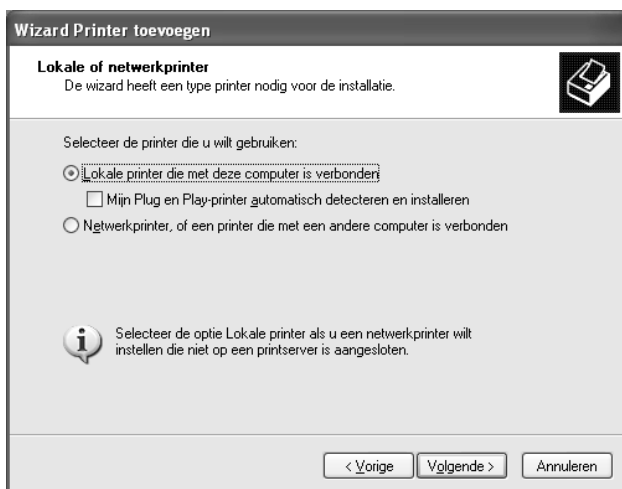 Wizard Printer toevoegen
Lokale of netwerkprinter
De wizard heeft een type printer nodig voor de installatie.
Selecteer de printer die u wilt gebruiken:
Lokale printer die met deze computer is verbonden
Mijn Plug en Play-printer automatisch detecteren en installeren
Netwerkprinter, of een printer die met een andere computer is verbonden
Selecteer de optie Lokale printer als u een netwerkprinter wilt
instellen die niet op een printserver is aangesloten.
< Vorige
Volgende >
Annuleren